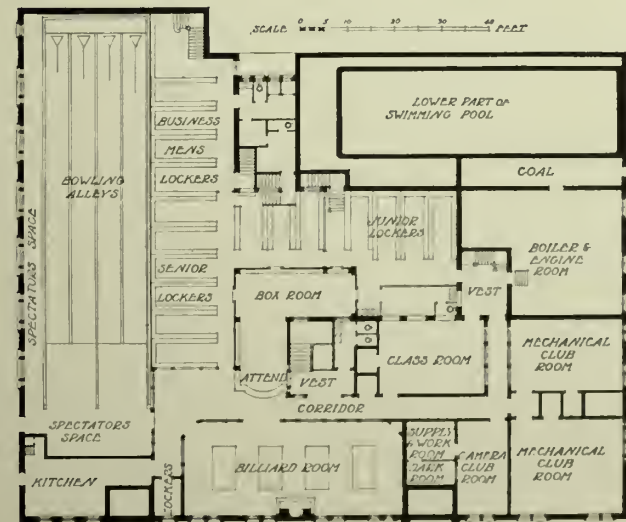 SCALE 0 5 10 20 30 40 FEET
LOWER PART OF
SWIMMING POOL
BUSINESS
MENS
LOCKERS
BOWLING
ALLEYS
COAL
SPECTATORS SPACE
JUNIOR
LOCKERS
BOILER &
ENGINE
ROOM
SENIOR
LOCKERS
BOX ROOM
VEST
CLASS ROOM
MECHANICAL
CLUB
ROOM
ATTEND
VEST
CORRIDOR
SPECTATORS
SPACE
SUPPLY
& WORK
ROOM
DARK
ROOM
CAMERA
CLUB
ROOM
MECHANICAL
CLUB
ROOM
BILLIARD ROOM
KITCHEN
LOCKERS